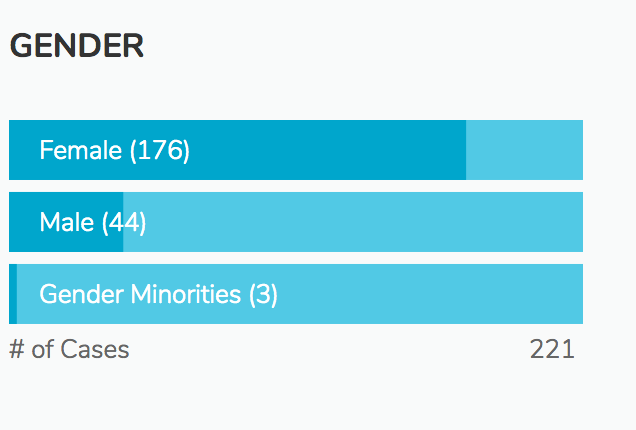 GENDER
Female (176)
Male (44)
Gender Minorities (3)
# of Cases 221